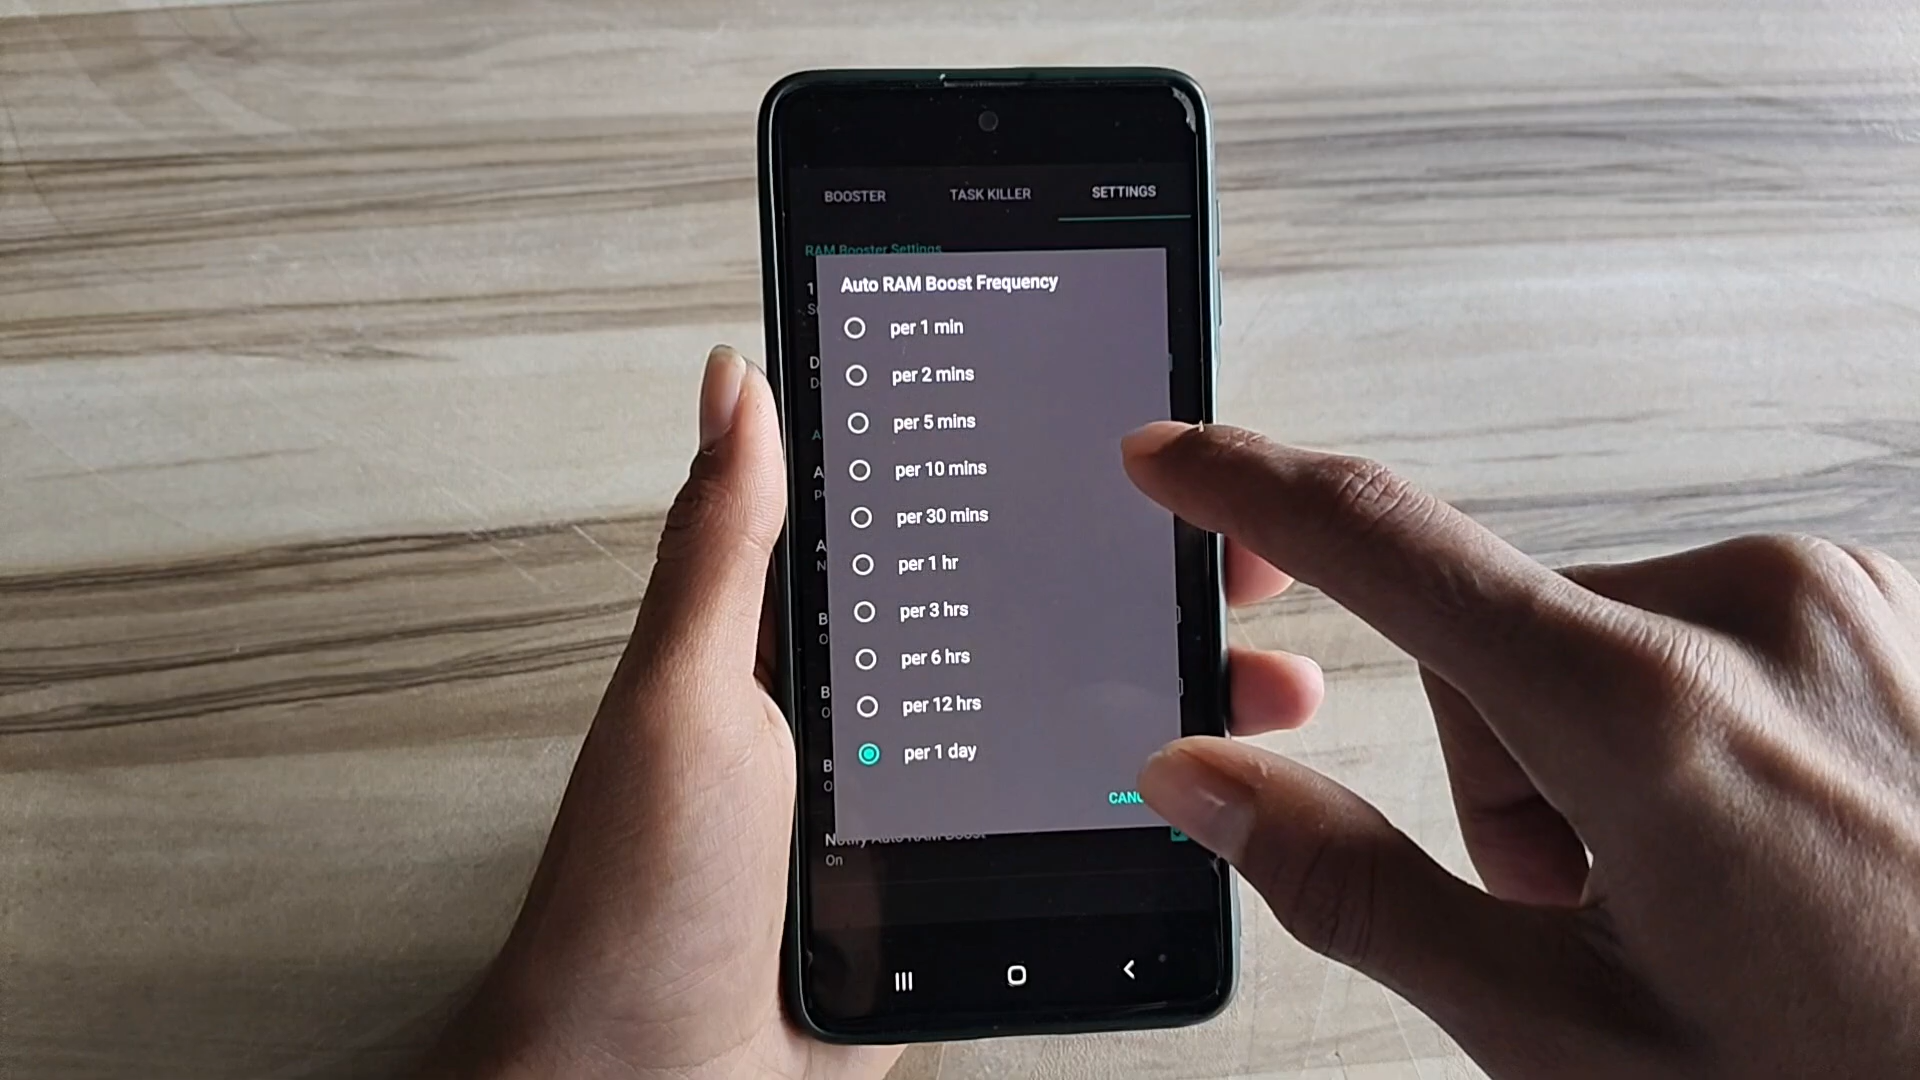 BOOSTER TASK KILLER SETTINGS
RAM Booster Settings
Auto RAM Boost Frequency
per 1 min
per 2 mins
per 5 mins
per 10 mins
per 30 mins
per 1 hr
per 3 hrs
per 6 hrs
per 12 hrs
per 1 day
Notify Auto RAM Boost
On